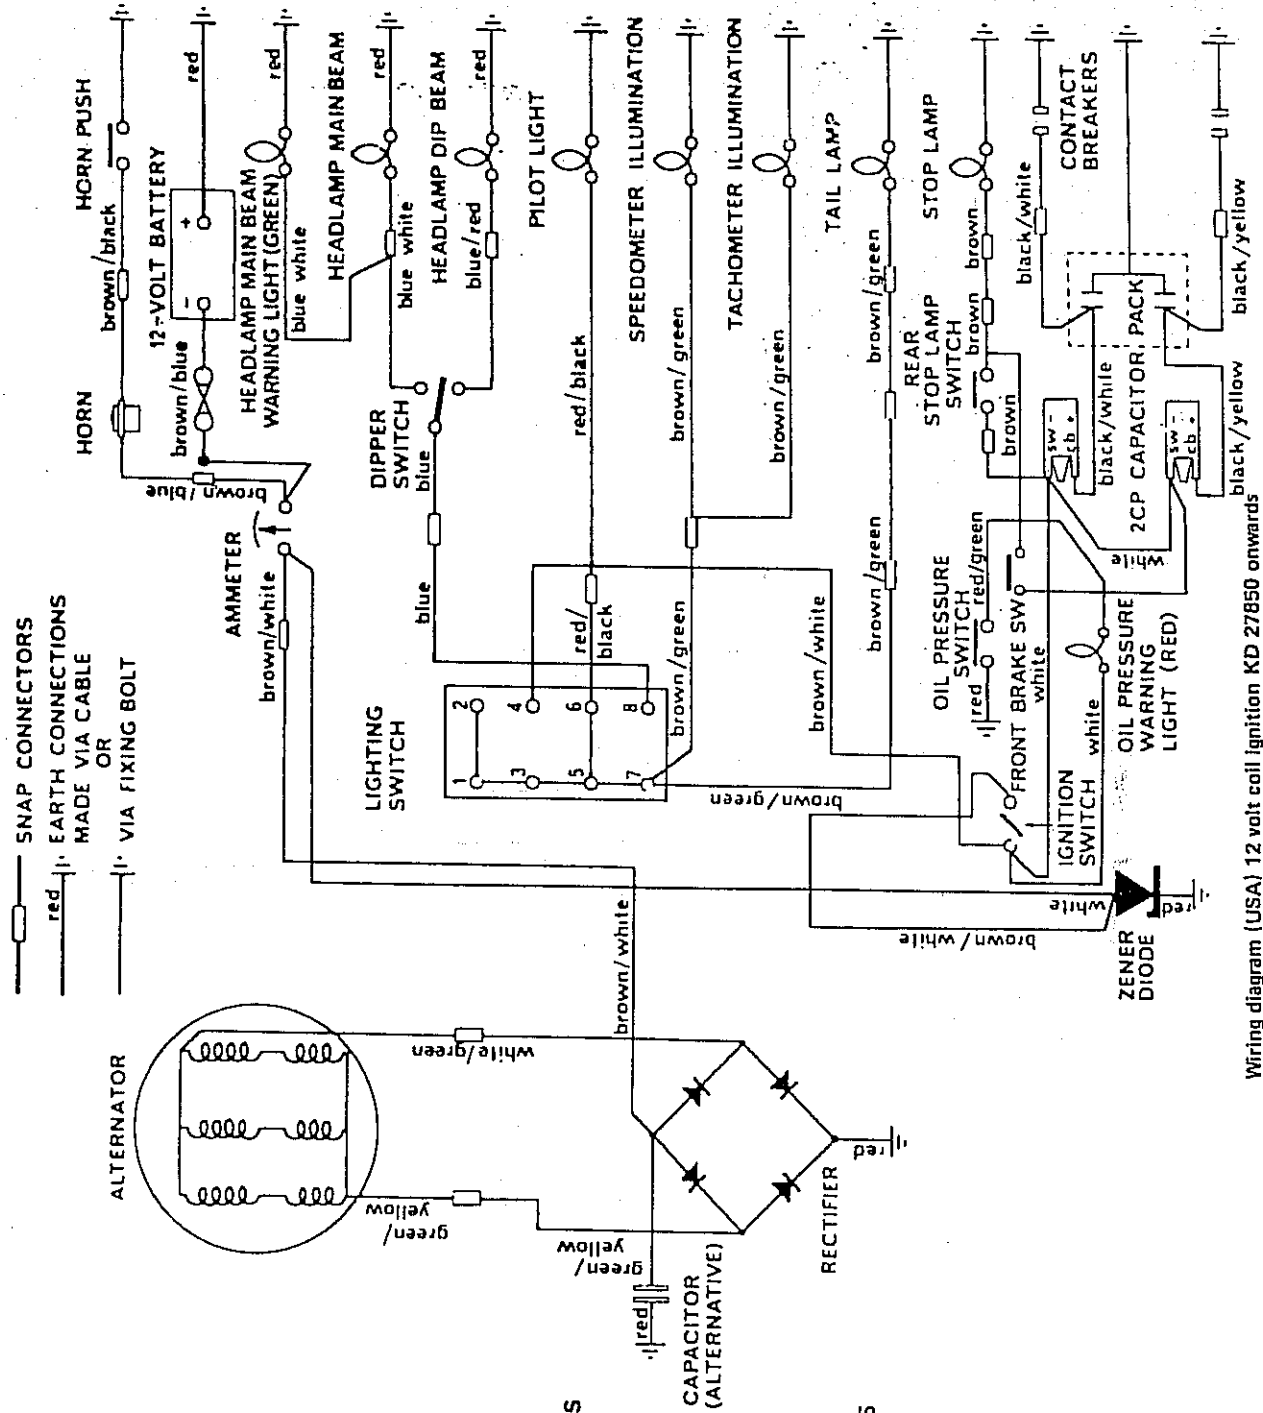 SNAP CONNECTORS
red
EARTH CONNECTIONS
MADE VIA CABLE
OR
VIA FIXING BOLT
ALTERNATOR
white/green
green/
yellow
green/
yellow
red
CAPACITOR
(ALTERNATIVE)
RECTIFIER
red
brown/white
brown/white
AMMETER
brown/blue
HORN
brown/black
HORN PUSH
12-VOLT BATTERY
- +
brown/blue
red
HEADLAMP MAIN BEAM
WARNING LIGHT (GREEN)
blue white
red
HEADLAMP MAIN BEAM
blue white
red
HEADLAMP DIP BEAM
blue/red
red
DIPPER
SWITCH
blue
blue
PILOT LIGHT
red/black
red/
black
SPEEDOMETER ILLUMINATION
brown/green
brown/green
TACHOMETER ILLUMINATION
brown/green
LIGHTING
SWITCH
1 2
3 4
5 6
7 8
brown/green
brown/white
TAIL LAMP
brown/green
brown/green
STOP LAMP
brown
REAR
STOP LAMP
SWITCH
brown
brown
OIL PRESSURE
SWITCH
red
red/green
FRONT BRAKE SW
white
IGNITION
SWITCH
white
OIL PRESSURE
WARNING
LIGHT (RED)
white
CONTACT
BREAKERS
black/white
black/white
2CP CAPACITOR PACK
sw -
cb +
sw -
cb +
black/yellow
black/yellow
brown/white
white
ZENER
DIODE
red
Wiring diagram (USA) 12 volt coil ignition KD 27850 onwards
S